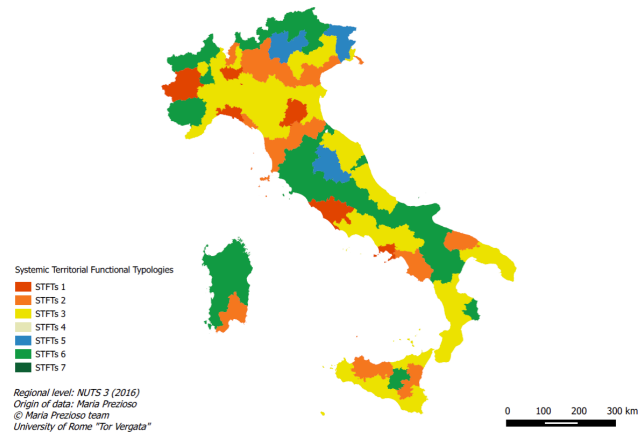 Systemic Territorial Functional Typologies
STFTs 1
STFTs 2
STFTs 3
STFTs 4
STFTs 5
STFTs 6
STFTs 7
Regional level: NUTS 3 (2016)
Origin of data: Maria Prezioso
© Maria Prezioso team
University of Rome "Tor Vergata"
0 100 200 300 km